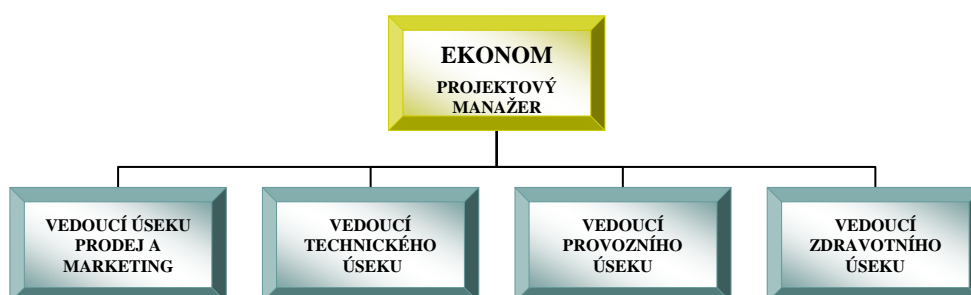 EKONOM
PROJEKTOVÝ
MANAŽER
VEDOUCÍ ÚSEKU
PRODEJ A
MARKETING
VEDOUCÍ
TECHNICKÉHO
ÚSEKU
VEDOUCÍ
PROVOZNÍHO
ÚSEKU
VEDOUCÍ
ZDRAVOTNÍHO
ÚSEKU